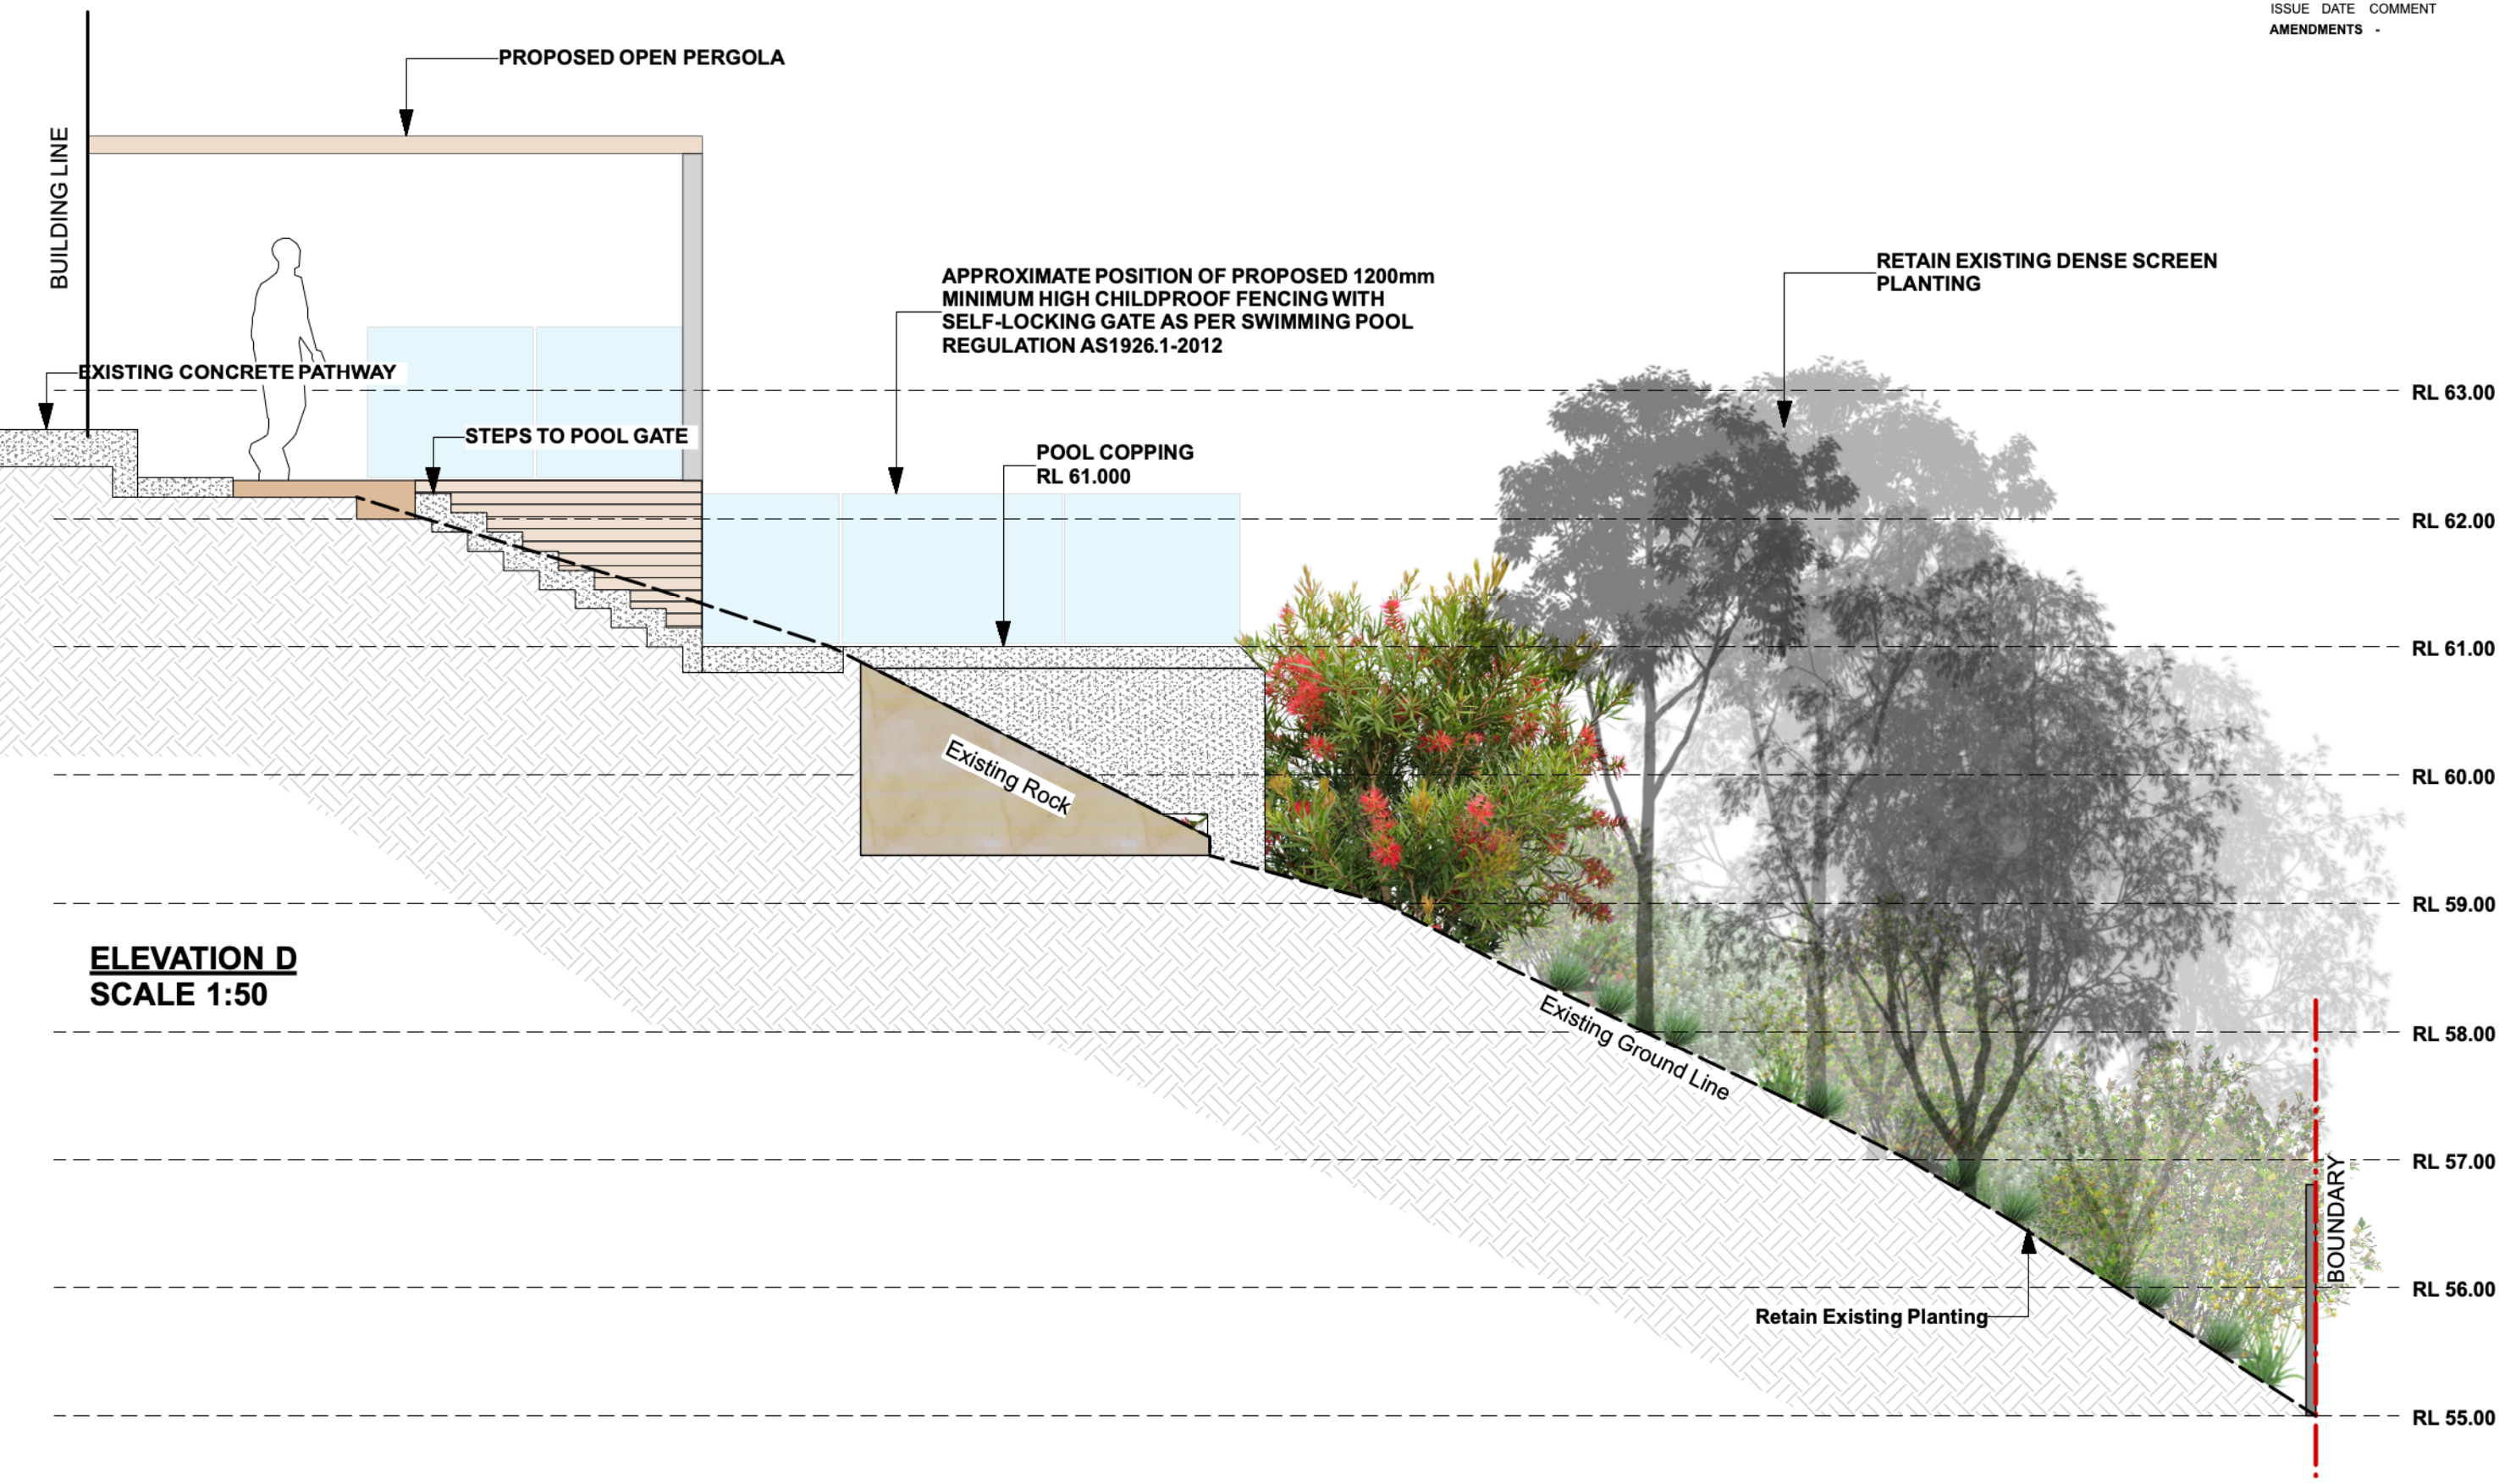 ISSUE DATE COMMENT
AMENDMENTS -
PROPOSED OPEN PERGOLA
BUILDING LINE
APPROXIMATE POSITION OF PROPOSED 1200mm
MINIMUM HIGH CHILDPROOF FENCING WITH
SELF-LOCKING GATE AS PER SWIMMING POOL
REGULATION AS1926.1-2012
RETAIN EXISTING DENSE SCREEN
PLANTING
EXISTING CONCRETE PATHWAY
RL 63.00
STEPS TO POOL GATE
POOL COPPING
RL 61.000
RL 62.00
RL 61.00
Existing Rock
RL 60.00
RL 59.00
ELEVATION D
SCALE 1:50
Existing Ground Line
RL 58.00
RL 57.00
BOUNDARY
RL 56.00
Retain Existing Planting
RL 55.00